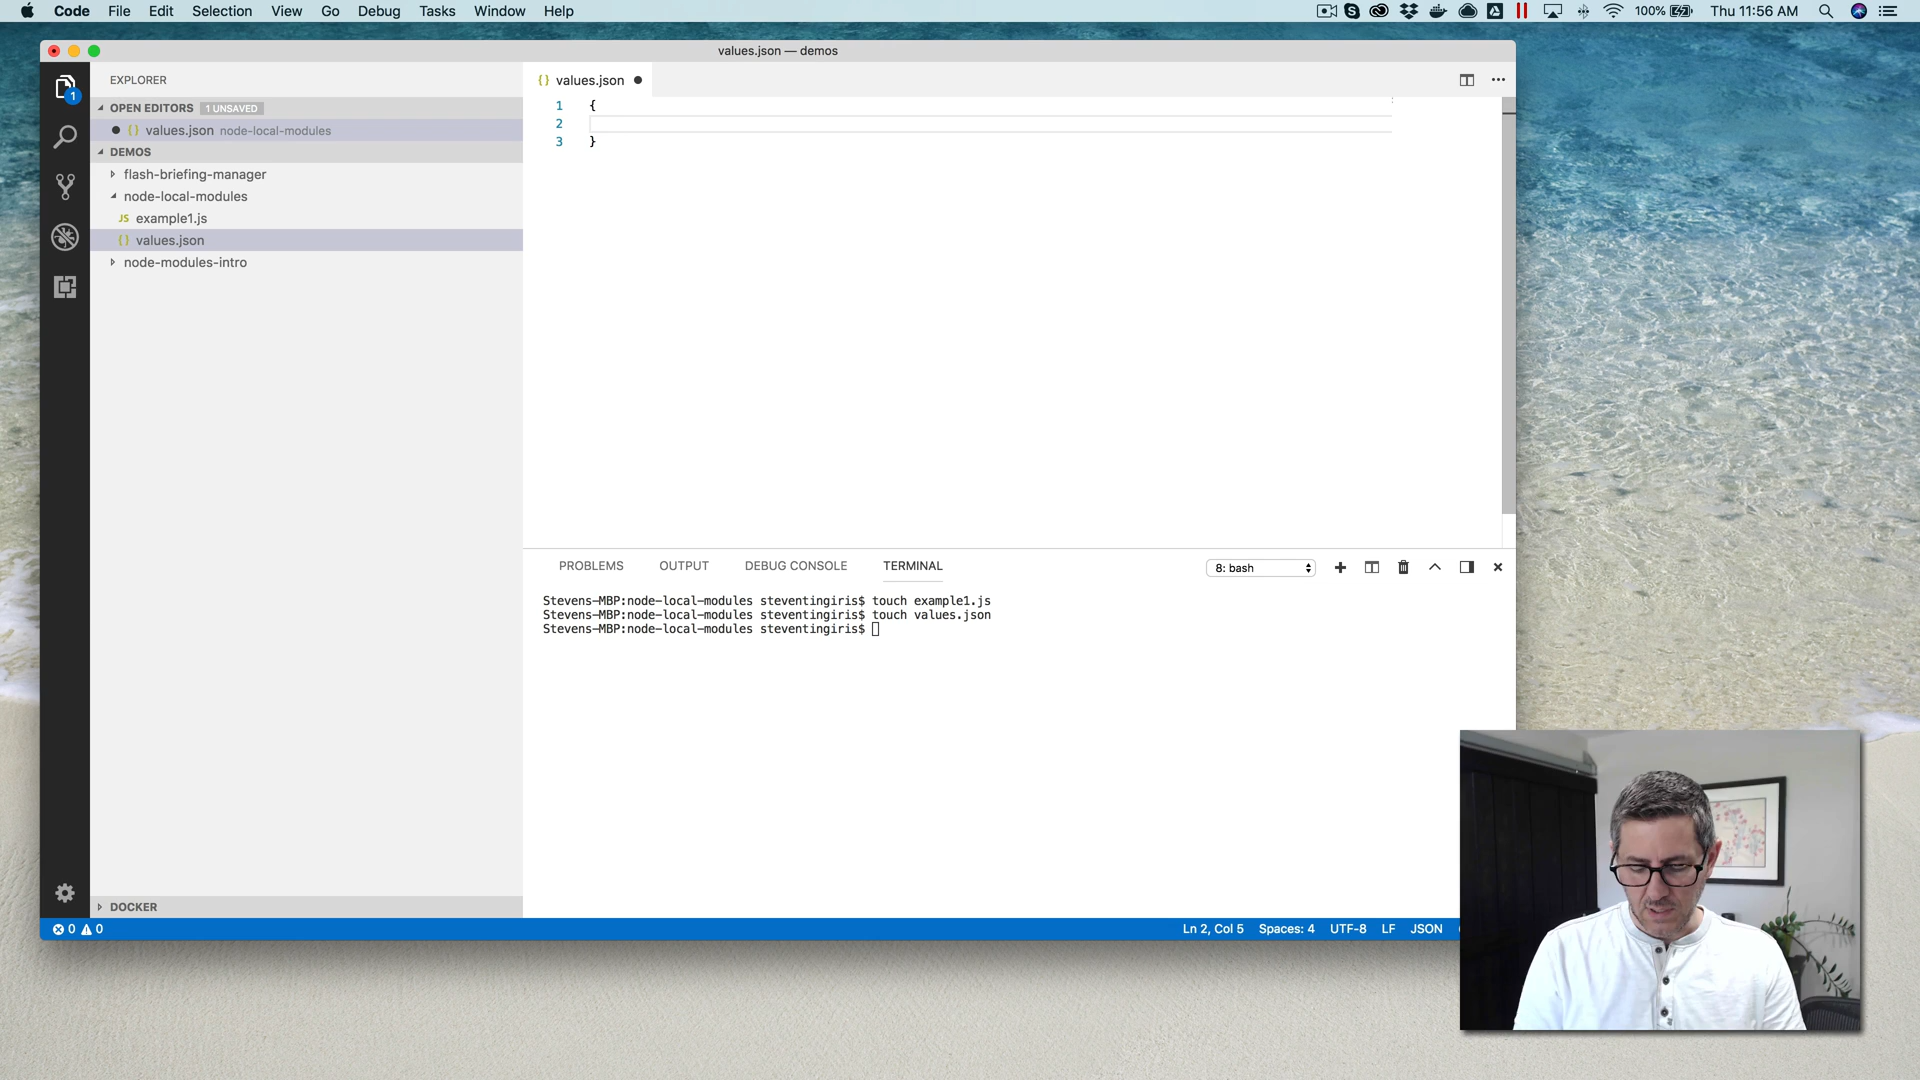 Code File Edit Selection View Go Debug Tasks Window Help 100% Thu 11:56 AM
values.json — demos
EXPLORER
OPEN EDITORS 1 UNSAVED
values.json node-local-modules
DEMOS
flash-briefing-manager
node-local-modules
JS example1.js
{} values.json
node-modules-intro
DOCKER
1
{} values.json
1 {
2
3 }
PROBLEMS OUTPUT DEBUG CONSOLE TERMINAL 8: bash
Stevens-MBP:node-local-modules steventingiris$ touch example1.js
Stevens-MBP:node-local-modules steventingiris$ touch values.json
Stevens-MBP:node-local-modules steventingiris$
0 0 Ln 2, Col 5 Spaces: 4 UTF-8 LF JSON